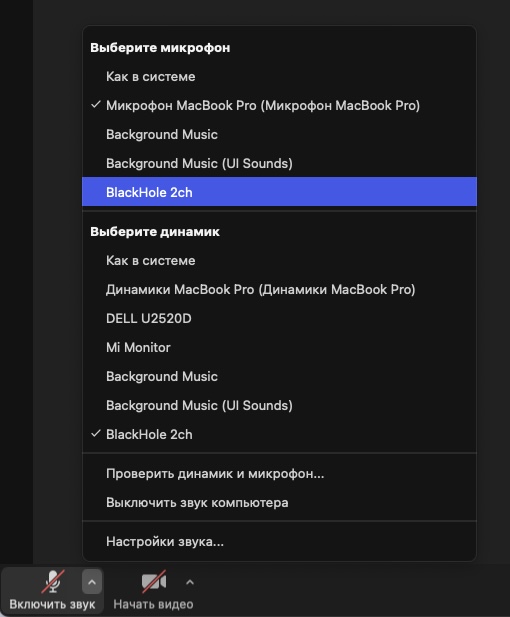 Выберите микрофон
Как в системе
✓ Микрофон MacBook Pro (Микрофон MacBook Pro)
Background Music
Background Music (UI Sounds)
BlackHole 2ch
Выберите динамик
Как в системе
Динамики MacBook Pro (Динамики MacBook Pro)
DELL U2520D
Mi Monitor
Background Music
Background Music (UI Sounds)
✓ BlackHole 2ch
Проверить динамик и микрофон...
Выключить звук компьютера
Настройки звука...
Включить звук
Начать видео